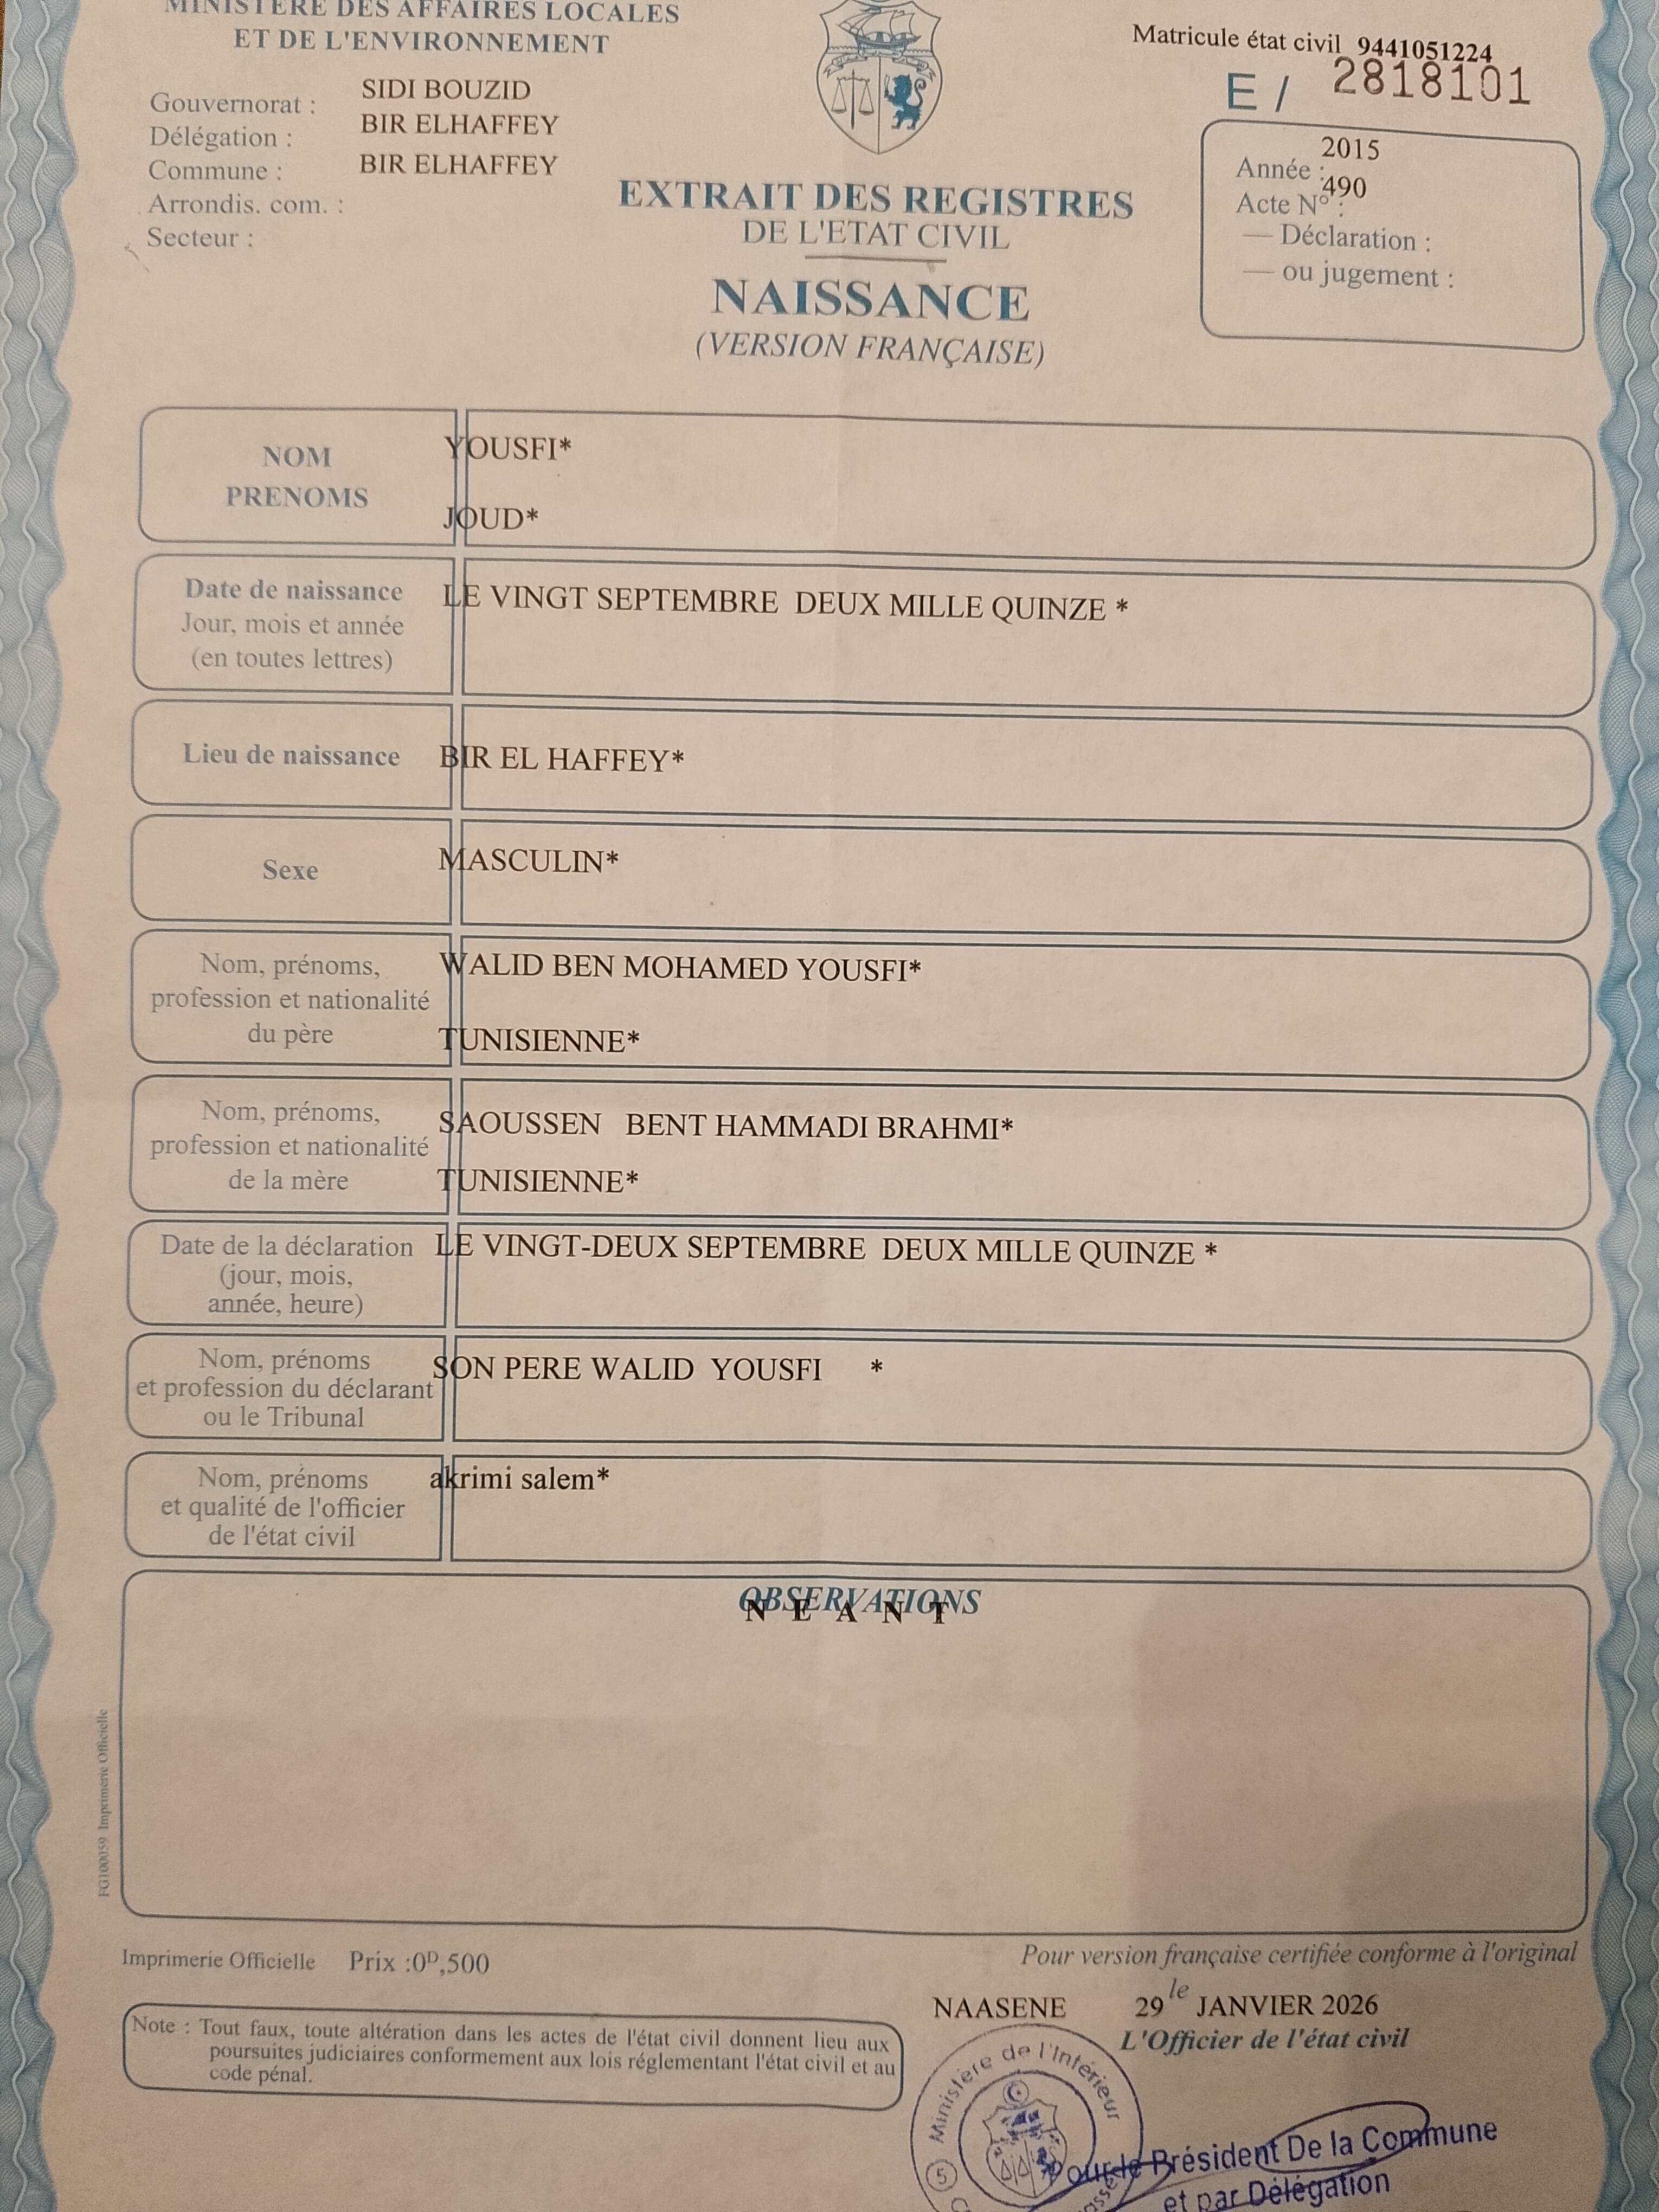 MINISTERE DES AFFAIRES LOCALES
ET DE L'ENVIRONNEMENT
Gouvernorat : SIDI BOUZID
Délégation : BIR ELHAFFEY
Commune : BIR ELHAFFEY
Arrondis. com. :
Secteur :
Matricule état civil 9441051224
E / 2818101
Année : 2015
Acte N° : 490
— Déclaration :
— ou jugement :
EXTRAIT DES REGISTRES
DE L'ETAT CIVIL
NAISSANCE
(VERSION FRANÇAISE)
NOM YOUSFI*
PRENOMS JOUD*
Date de naissance LE VINGT SEPTEMBRE DEUX MILLE QUINZE *
Jour, mois et année
(en toutes lettres)
Lieu de naissance BIR EL HAFFEY*
Sexe MASCULIN*
Nom, prénoms, WALID BEN MOHAMED YOUSFI*
profession et nationalité
du père TUNISIENNE*
Nom, prénoms, SAOUSSEN BENT HAMMADI BRAHMI*
profession et nationalité
de la mère TUNISIENNE*
Date de la déclaration LE VINGT-DEUX SEPTEMBRE DEUX MILLE QUINZE *
(jour, mois,
année, heure)
Nom, prénoms SON PERE WALID YOUSFI *
et profession du déclarant
ou le Tribunal
Nom, prénoms akrimi salem*
et qualité de l'officier
de l'état civil
OBSERVATIONS
N E A N T
FG100059 Imprimerie Officielle
Imprimerie Officielle Prix :0ᴰ,500
Pour version française certifiée conforme à l'original
NAASENE 29 le JANVIER 2026
L'Officier de l'état civil
Note : Tout faux, toute altération dans les actes de l'état civil donnent lieu aux
poursuites judiciaires conformement aux lois réglementant l'état civil et au
code pénal.
Ministère de l'Intérieur
5
Pour le Président De la Commune
et par Délégation